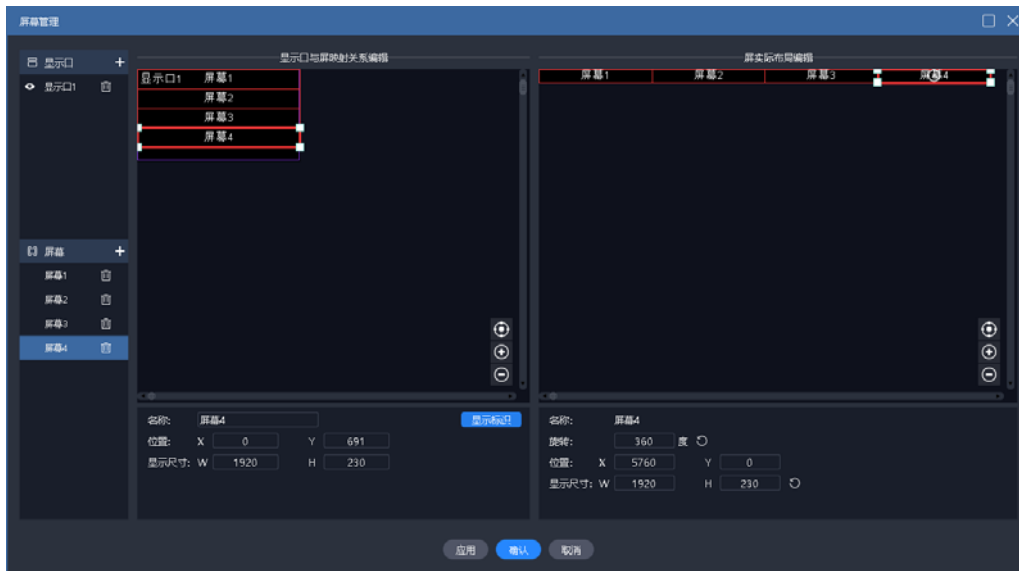 屏幕管理
显示口 +
显示口1
屏幕 +
屏幕1
屏幕2
屏幕3
屏幕4
显示口与屏映射关系编辑
显示口1 屏幕1
屏幕2
屏幕3
屏幕4
名称: 屏幕4 显示标识
位置: X 0 Y 691
显示尺寸: W 1920 H 230
屏实际布局编辑
屏幕1 屏幕2 屏幕3 屏幕4
名称: 屏幕4
旋转: 360 度
位置: X 5760 Y 0
显示尺寸: W 1920 H 230
应用 确认 取消